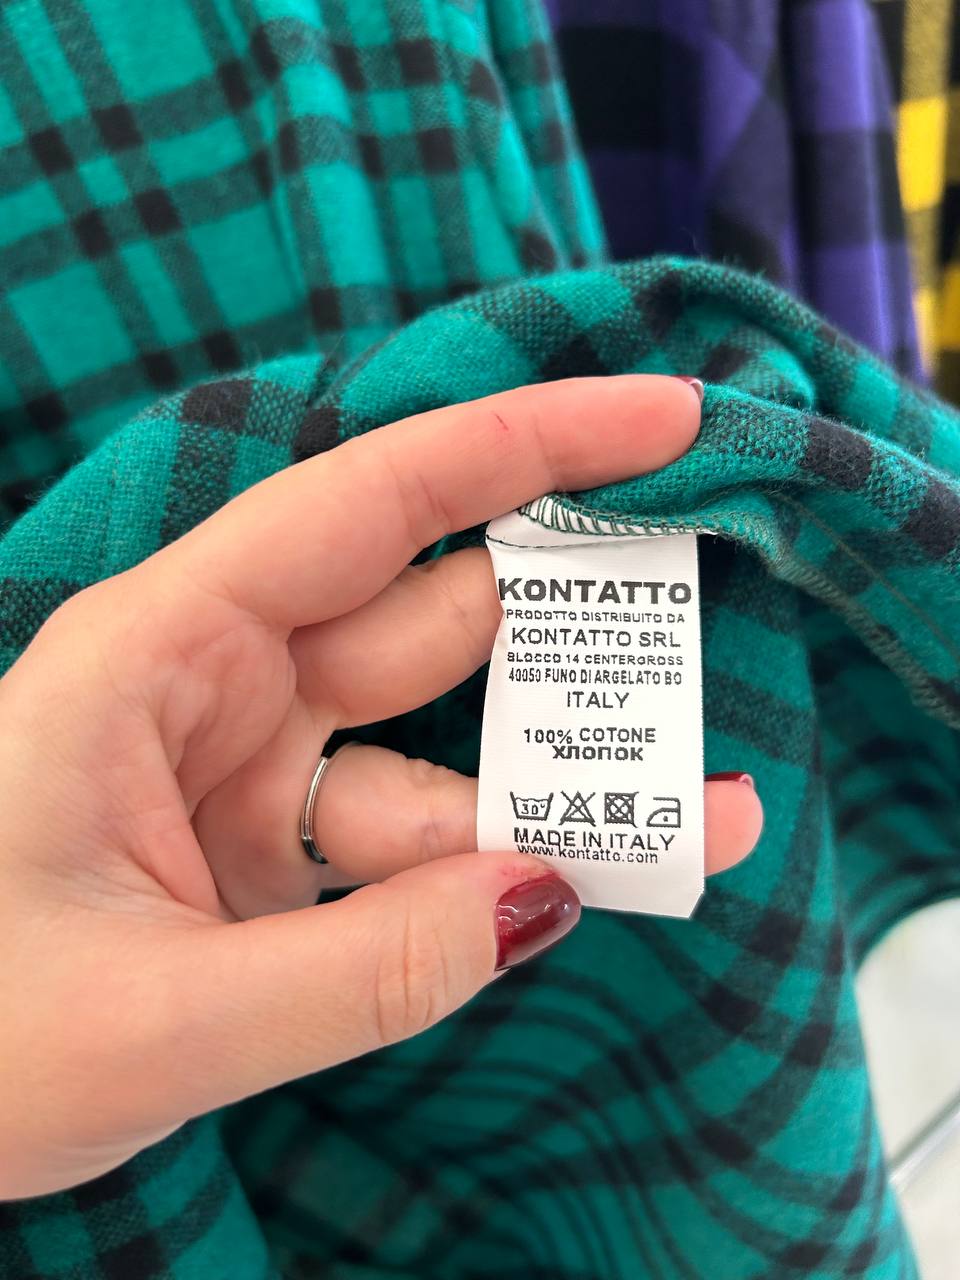 KONTATTO
PRODOTTO DISTRIBUITO DA
KONTATTO SRL
BLOCCO 14 CENTERGROSS
40050 FUNO DI ARGELATO BO
ITALY
100% COTONE
ХЛОПОК
30°
MADE IN ITALY
www.kontatto.com